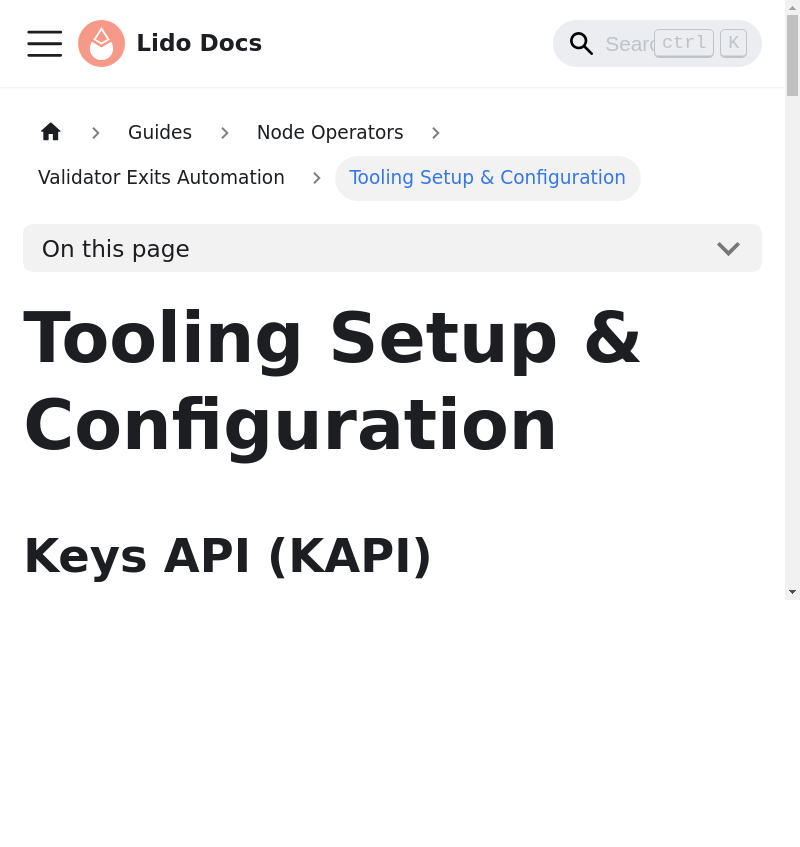 Lido Docs
Searc ctrl K
Guides Node Operators
Validator Exits Automation Tooling Setup & Configuration
On this page
Tooling Setup &
Configuration
Keys API (KAPI)